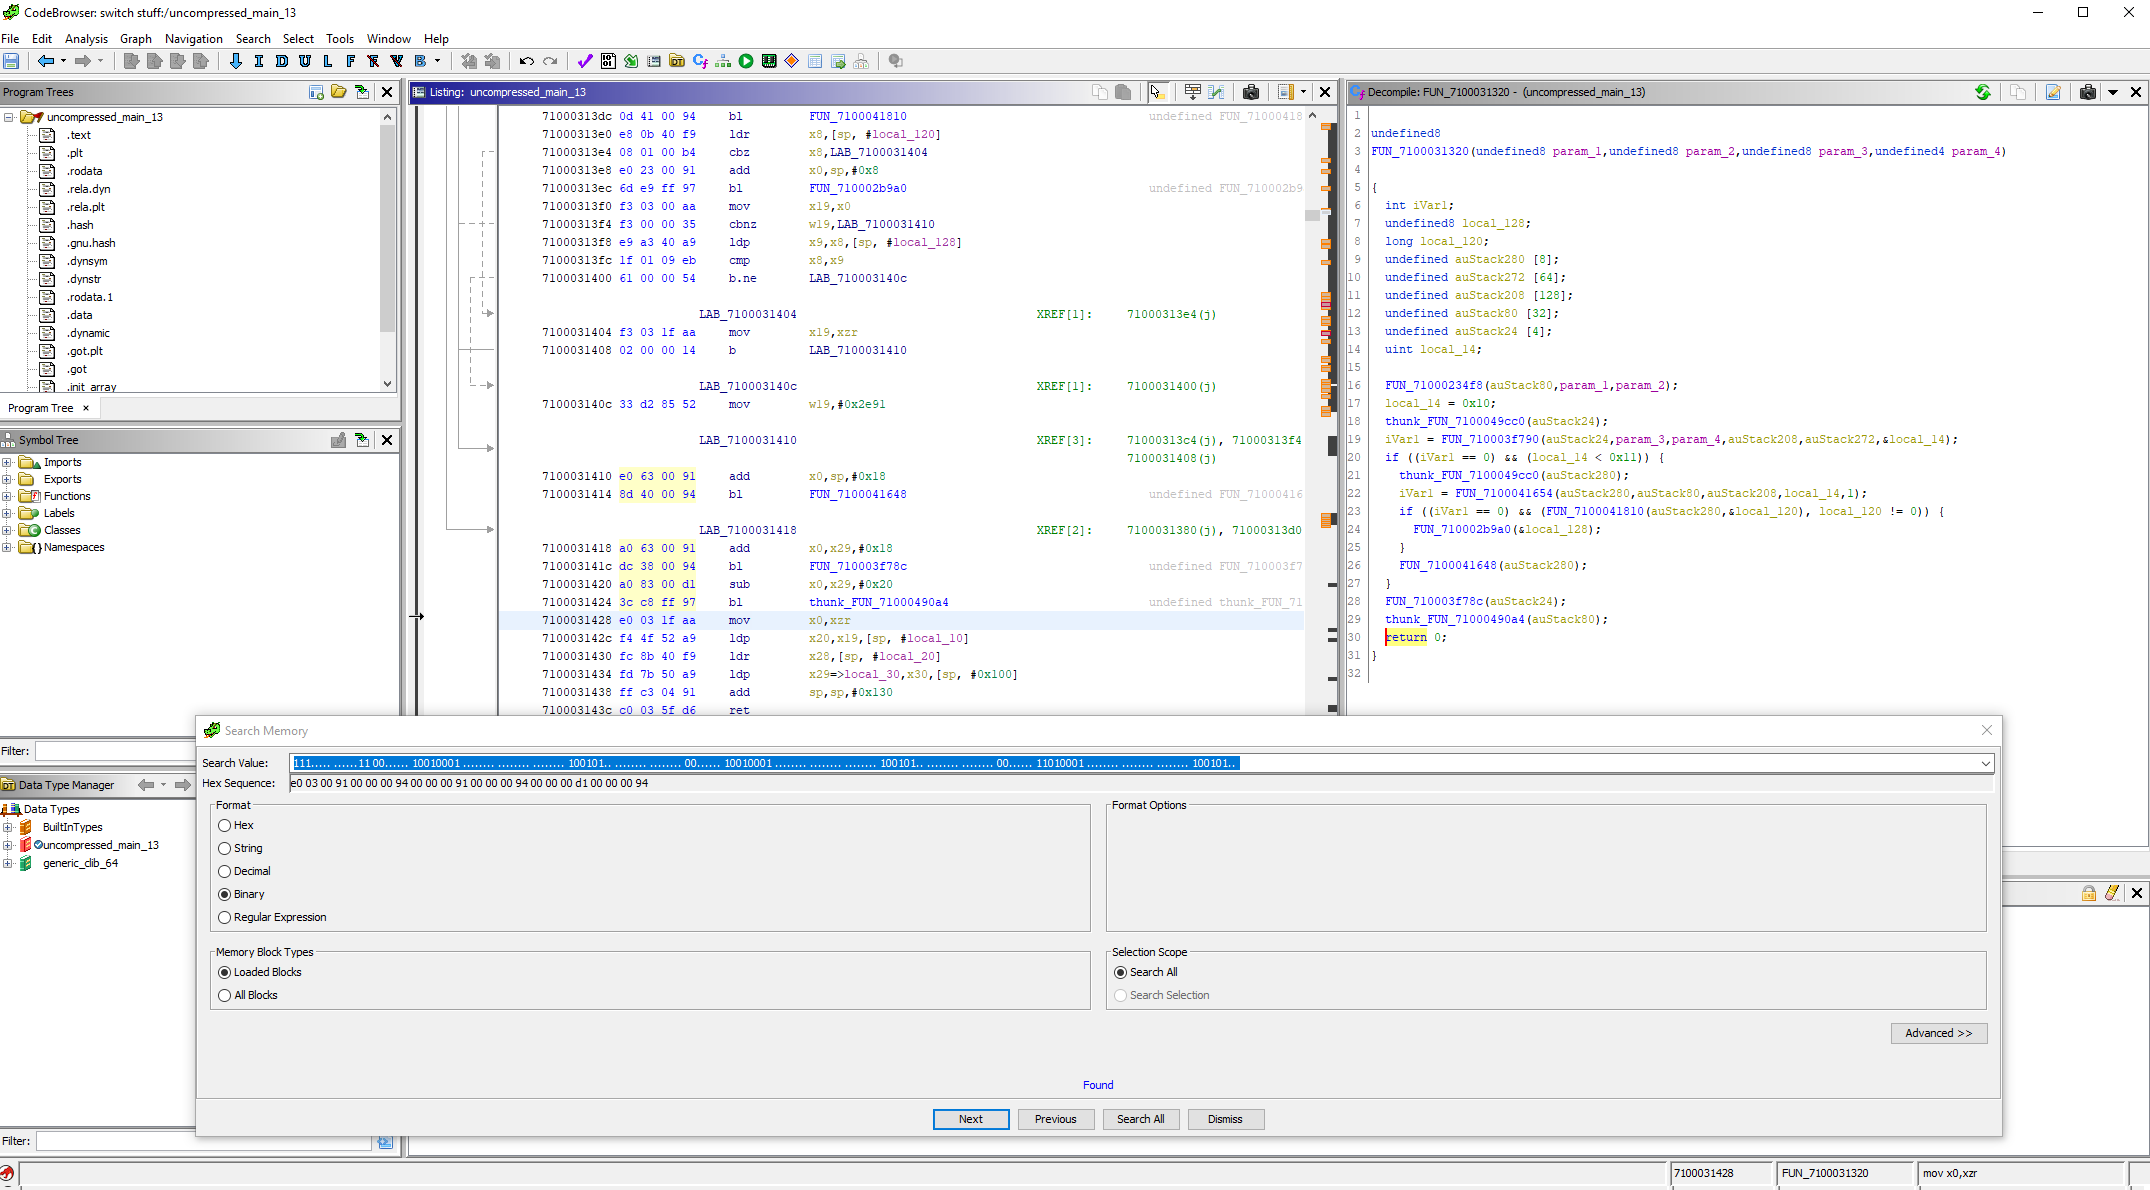 CodeBrowser: switch stuff:/uncompressed_main_13
File Edit Analysis Graph Navigation Search Select Tools Window Help
I D U L F V B
Program Trees
uncompressed_main_13
.text
.plt
.rodata
.rela.dyn
.rela.plt
.hash
.gnu.hash
.dynsym
.dynstr
.rodata.1
.data
.dynamic
.got.plt
.got
.init_array
Program Tree ×
Symbol Tree
Imports
Exports
Functions
Labels
Classes
Namespaces
Filter:
Data Type Manager
Data Types
BuiltInTypes
uncompressed_main_13
generic_clib_64
Filter:
Listing: uncompressed_main_13
71000313dc 0d 41 00 94 bl FUN_7100041810 undefined FUN_71000418
71000313e0 e8 0b 40 f9 ldr x8,[sp, #local_120]
71000313e4 08 01 00 b4 cbz x8,LAB_7100031404
71000313e8 e0 23 00 91 add x0,sp,#0x8
71000313ec 6d e9 ff 97 bl FUN_710002b9a0 undefined FUN_710002b9
71000313f0 f3 03 00 aa mov x19,x0
71000313f4 f3 00 00 35 cbnz w19,LAB_7100031410
71000313f8 e9 a3 40 a9 ldp x9,x8,[sp, #local_128]
71000313fc 1f 01 09 eb cmp x8,x9
7100031400 61 00 00 54 b.ne LAB_710003140c
LAB_7100031404 XREF[1]: 71000313e4(j)
7100031404 f3 03 1f aa mov x19,xzr
7100031408 02 00 00 14 b LAB_7100031410
LAB_710003140c XREF[1]: 7100031400(j)
710003140c 33 d2 85 52 mov w19,#0x2e91
LAB_7100031410 XREF[3]: 71000313c4(j), 71000313f4
7100031408(j)
7100031410 e0 63 00 91 add x0,sp,#0x18
7100031414 8d 40 00 94 bl FUN_7100041648 undefined FUN_71000416
LAB_7100031418 XREF[2]: 7100031380(j), 71000313d0
7100031418 a0 63 00 91 add x0,x29,#0x18
710003141c dc 38 00 94 bl FUN_710003f78c undefined FUN_710003f7
7100031420 a0 83 00 d1 sub x0,x29,#0x20
7100031424 3c c8 ff 97 bl thunk_FUN_71000490a4 undefined thunk_FUN_71
7100031428 e0 03 1f aa mov x0,xzr
710003142c f4 4f 52 a9 ldp x20,x19,[sp, #local_10]
7100031430 fc 8b 40 f9 ldr x28,[sp, #local_20]
7100031434 fd 7b 50 a9 ldp x29=>local_30,x30,[sp, #0x100]
7100031438 ff c3 04 91 add sp,sp,#0x130
710003143c c0 03 5f d6 ret
Decompile: FUN_7100031320 - (uncompressed_main_13)
1
2 undefined8
3 FUN_7100031320(undefined8 param_1,undefined8 param_2,undefined8 param_3,undefined4 param_4)
4
5 {
6 int iVar1;
7 undefined8 local_128;
8 long local_120;
9 undefined auStack280 [8];
10 undefined auStack272 [64];
11 undefined auStack208 [128];
12 undefined auStack80 [32];
13 undefined auStack24 [4];
14 uint local_14;
15
16 FUN_71000234f8(auStack80,param_1,param_2);
17 local_14 = 0x10;
18 thunk_FUN_7100049cc0(auStack24);
19 iVar1 = FUN_710003f790(auStack24,param_3,param_4,auStack208,auStack272,&local_14);
20 if ((iVar1 == 0) && (local_14 < 0x11)) {
21 thunk_FUN_7100049cc0(auStack280);
22 iVar1 = FUN_7100041654(auStack280,auStack80,auStack208,local_14,1);
23 if ((iVar1 == 0) && (FUN_7100041810(auStack280,&local_120), local_120 != 0)) {
24 FUN_710002b9a0(&local_128);
25 }
26 FUN_7100041648(auStack280);
27 }
28 FUN_710003f78c(auStack24);
29 thunk_FUN_71000490a4(auStack80);
30 return 0;
31 }
32
Search Memory
Search Value: 111..... ......11 00...... 10010001 ........ ........ ........ 100101.. ........ ........ 00...... 10010001 ........ ........ ........ 100101.. ........ ........ 00...... 11010001 ........ ........ ........ 100101..
Hex Sequence: e0 03 00 91 00 00 00 94 00 00 00 91 00 00 00 94 00 00 00 d1 00 00 00 94
Format
Hex
String
Decimal
Binary
Regular Expression
Format Options
Memory Block Types
Loaded Blocks
All Blocks
Selection Scope
Search All
Search Selection
Advanced >>
Found
Next Previous Search All Dismiss
7100031428 FUN_7100031320 mov x0,xzr